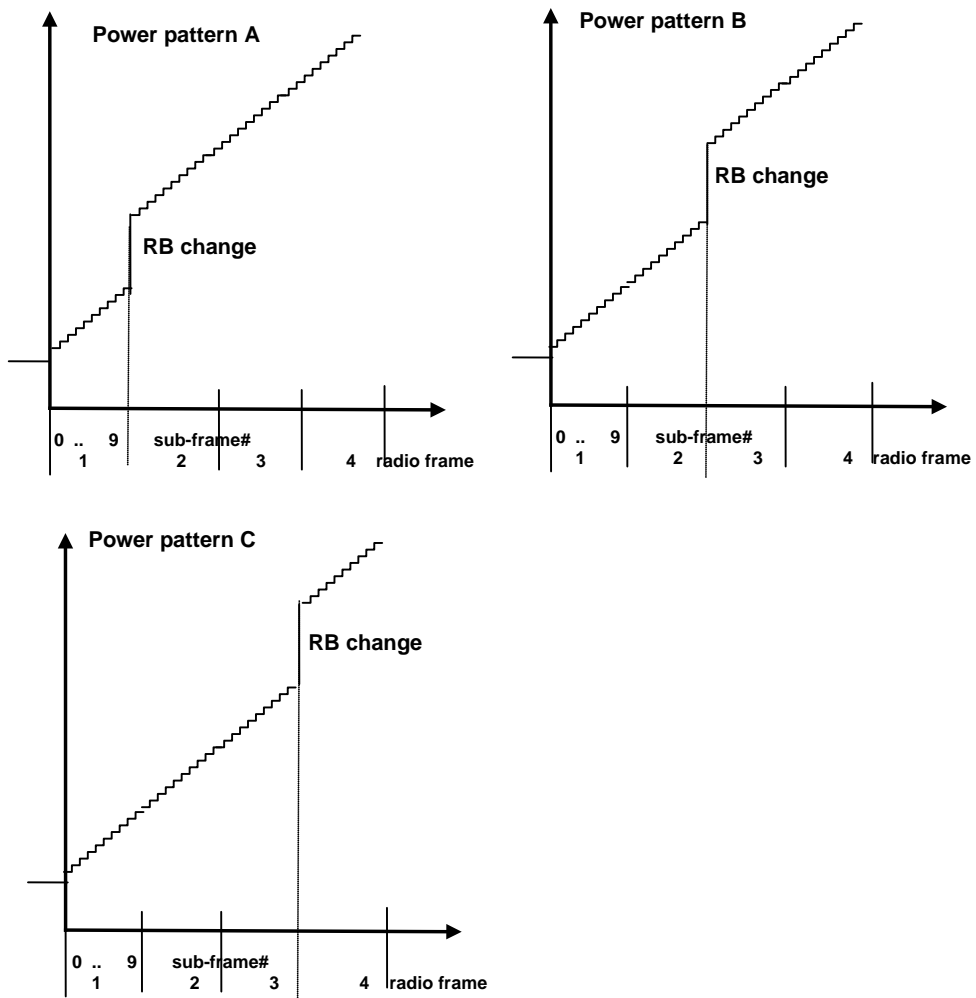 Power pattern A
RB change
0 .. 9 sub-frame#
1 2 3 4 radio frame
Power pattern B
RB change
0 .. 9 sub-frame#
1 2 3 4 radio frame
Power pattern C
RB change
0 .. 9 sub-frame#
1 2 3 4 radio frame